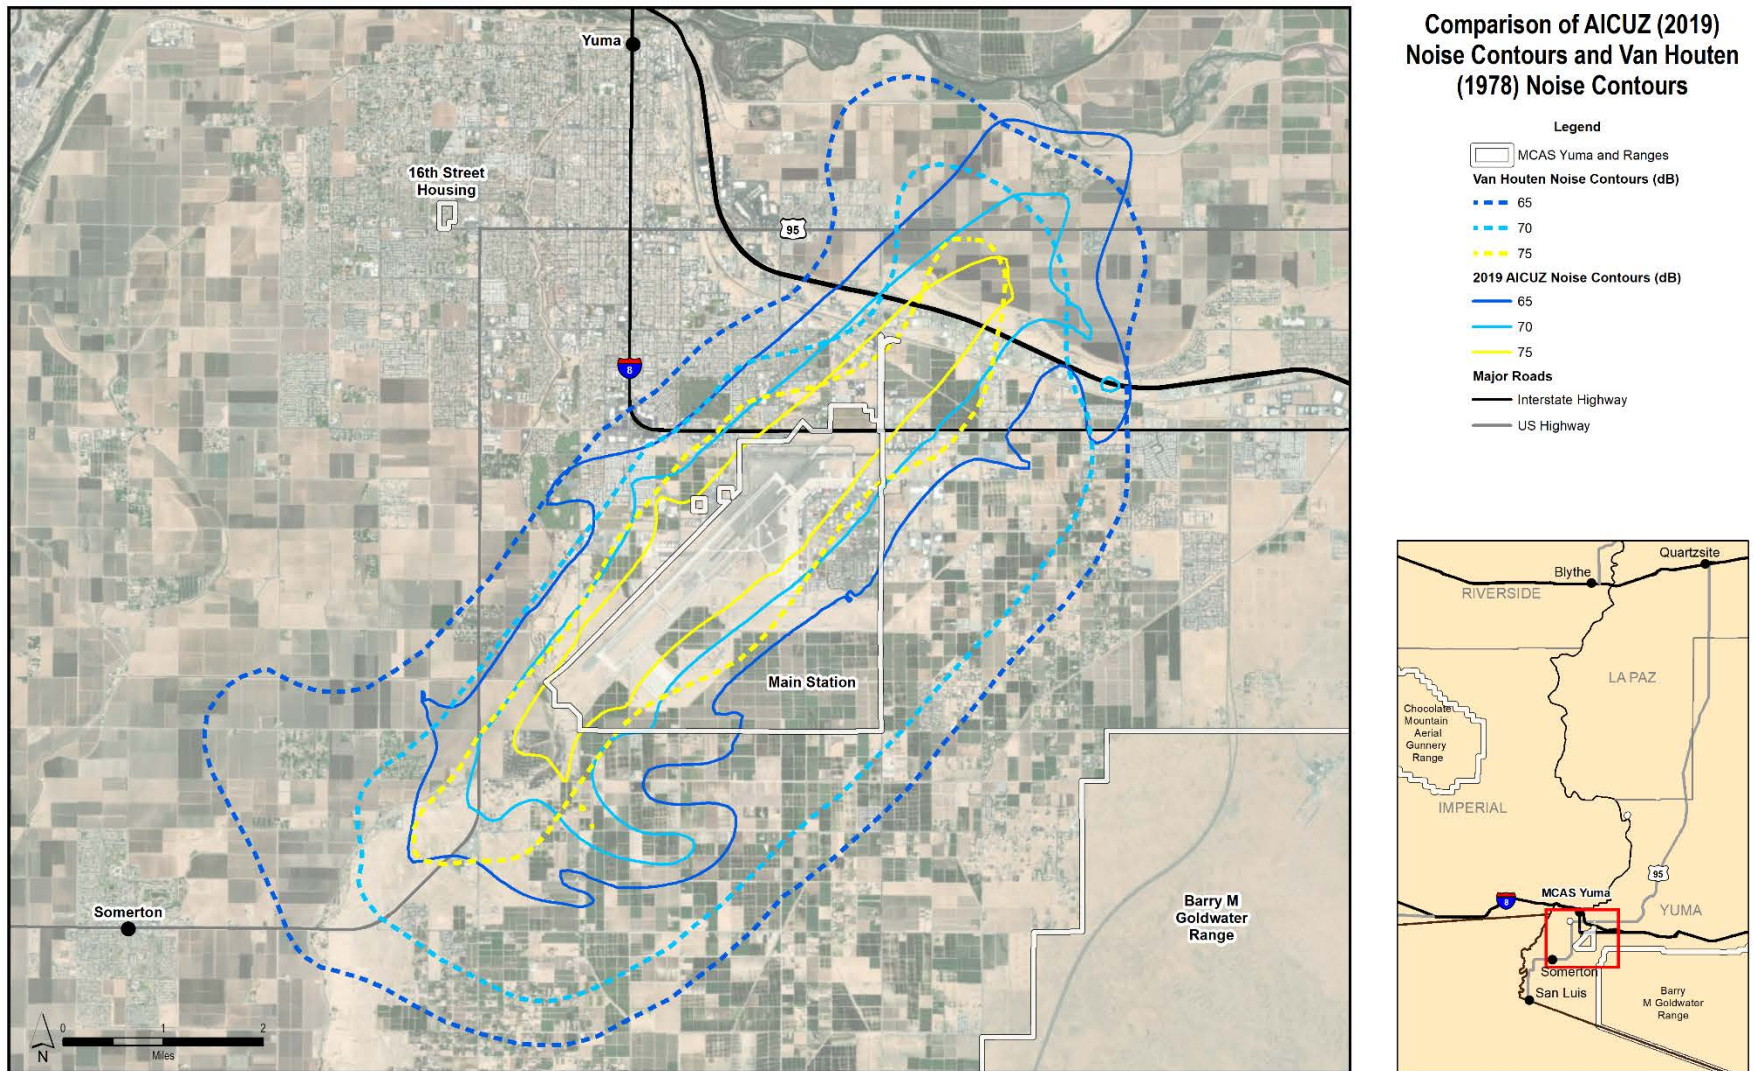 Comparison of AICUZ (2019)
Noise Contours and Van Houten
(1978) Noise Contours
Legend
MCAS Yuma and Ranges
Van Houten Noise Contours (dB)
65
70
75
2019 AICUZ Noise Contours (dB)
65
70
75
Major Roads
Interstate Highway
US Highway
Yuma
16th Street
Housing
95
8
Main Station
Somerton
Barry M
Goldwater
Range
0 1 2
Miles
N
Quartzsite
Blythe
RIVERSIDE
LA PAZ
Chocolate
Mountain
Aerial
Gunnery
Range
IMPERIAL
95
MCAS Yuma
8
YUMA
Somerton
San Luis
Barry
M Goldwater
Range